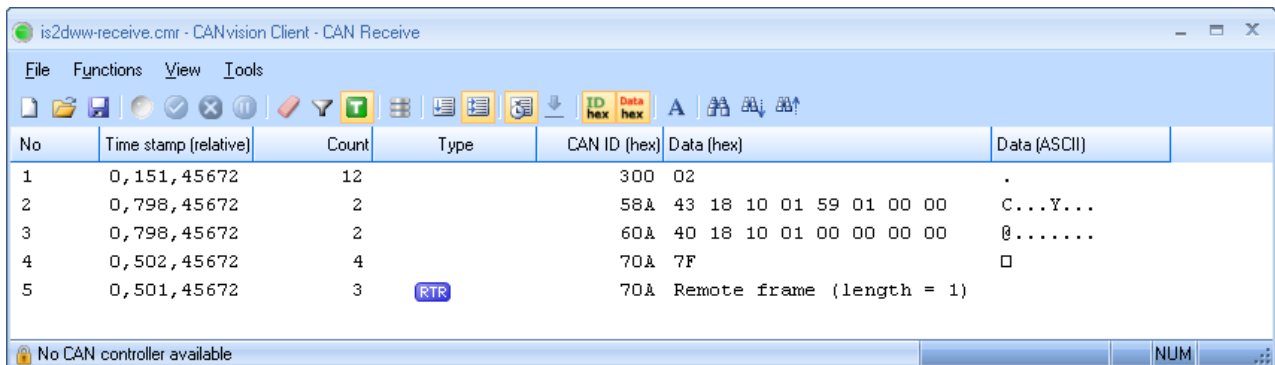 is2dww-receive.cmr - CANvision Client - CAN Receive
File Functions View Tools
ID hex Data hex A
No Time stamp (relative) Count Type CAN ID (hex) Data (hex) Data (ASCII)
1 0,151,45672 12 300 02 .
2 0,798,45672 2 58A 43 18 10 01 59 01 00 00 C...Y...
3 0,798,45672 2 60A 40 18 10 01 00 00 00 00 @.......
4 0,502,45672 4 70A 7F □
5 0,501,45672 3 RTR 70A Remote frame (length = 1)
No CAN controller available NUM